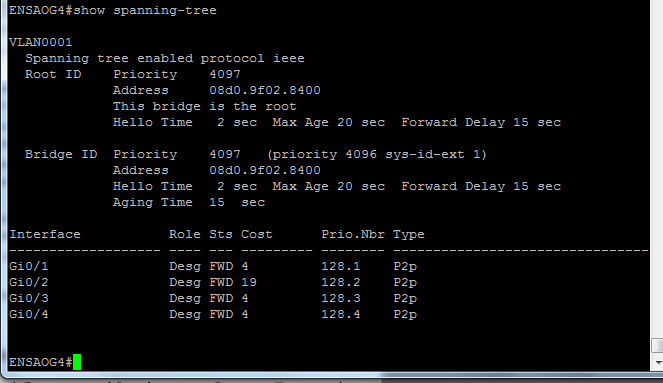 ENSAOG4#show spanning-tree
VLAN0001
Spanning tree enabled protocol ieee
Root ID Priority 4097
Address 08d0.9f02.8400
This bridge is the root
Hello Time 2 sec Max Age 20 sec Forward Delay 15 sec
Bridge ID Priority 4097 (priority 4096 sys-id-ext 1)
Address 08d0.9f02.8400
Hello Time 2 sec Max Age 20 sec Forward Delay 15 sec
Aging Time 15 sec
Interface Role Sts Cost Prio.Nbr Type
------------------- ---- --- --------- -------- --------------------------------
Gi0/1 Desg FWD 4 128.1 P2p
Gi0/2 Desg FWD 19 128.2 P2p
Gi0/3 Desg FWD 4 128.3 P2p
Gi0/4 Desg FWD 4 128.4 P2p
ENSAOG4#